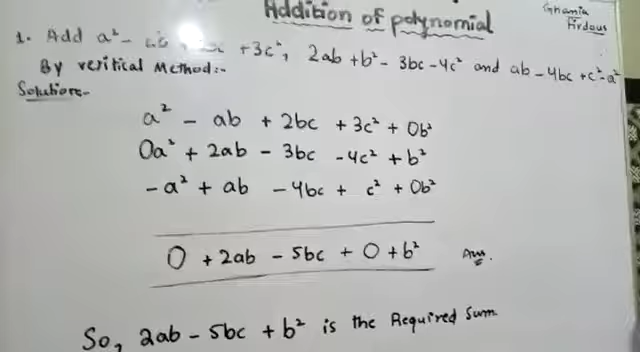 Addition of polynomial
Ghania
Firdous
1. Add a² - ab +3c², 2ab + b² - 3bc - 4c² and ab - 4bc + c² - a²
By veritical Method:-
Solution:-
a² - ab + 2bc + 3c² + 0b²
0a² + 2ab - 3bc - 4c² + b²
- a² + ab - 4bc + c² + 0b²
0 + 2ab - 5bc + 0 + b² Ans.
So, 2ab - 5bc + b² is the Required Sum